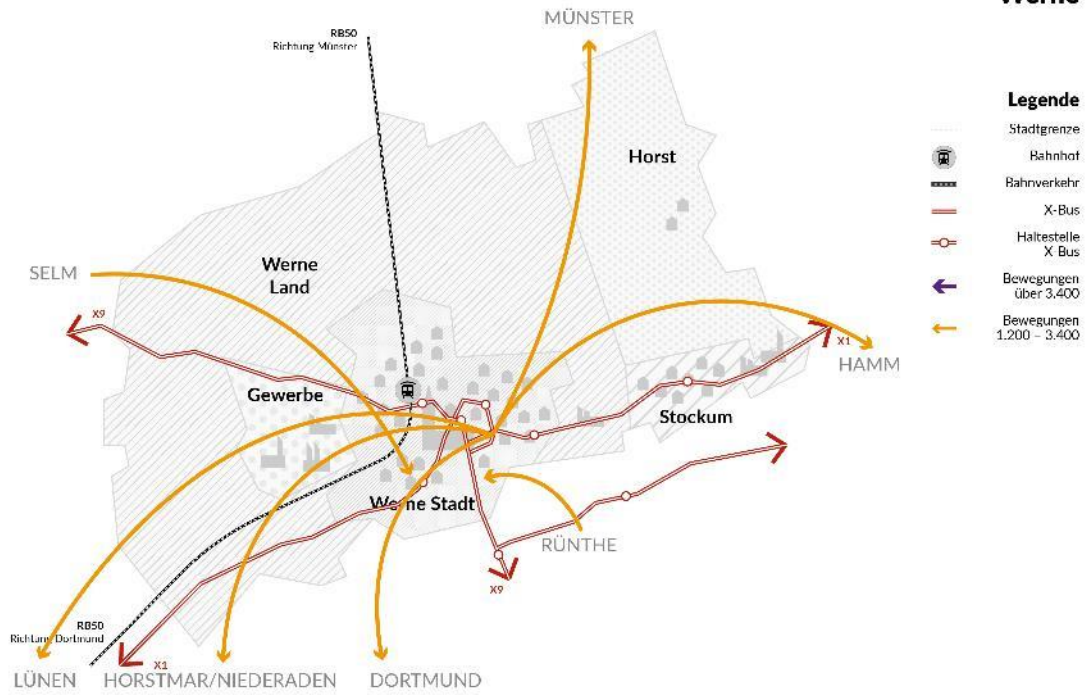 Werne
MÜNSTER
RB50
Richtung Münster
Legende
Stadtgrenze
Bahnhof
Bahnverkehr
X-Bus
Haltestelle
X Bus
Bewegungen
über 3.400
Bewegungen
1.200 – 3.400
Horst
Werne
Land
SELM
X9
X1
HAMM
Gewerbe
Stockum
Werne Stadt
RÜNTHE
X9
RB50
Richtung Dortmund
X1
LÜNEN
HORSTMAR/NIEDERADEN
DORTMUND